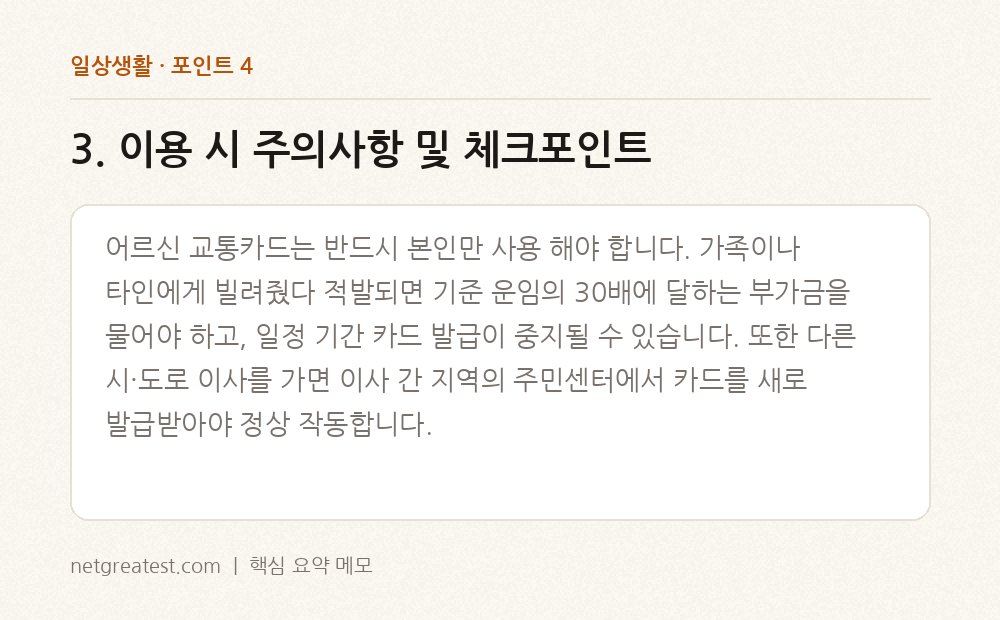 일상생활 · 포인트 4
3. 이용 시 주의사항 및 체크포인트
어르신 교통카드는 반드시 본인만 사용 해야 합니다. 가족이나
타인에게 빌려줬다 적발되면 기준 운임의 30배에 달하는 부가금을
물어야 하고, 일정 기간 카드 발급이 중지될 수 있습니다. 또한 다른
시·도로 이사를 가면 이사 간 지역의 주민센터에서 카드를 새로
발급받아야 정상 작동합니다.
netgreatest.com | 핵심 요약 메모